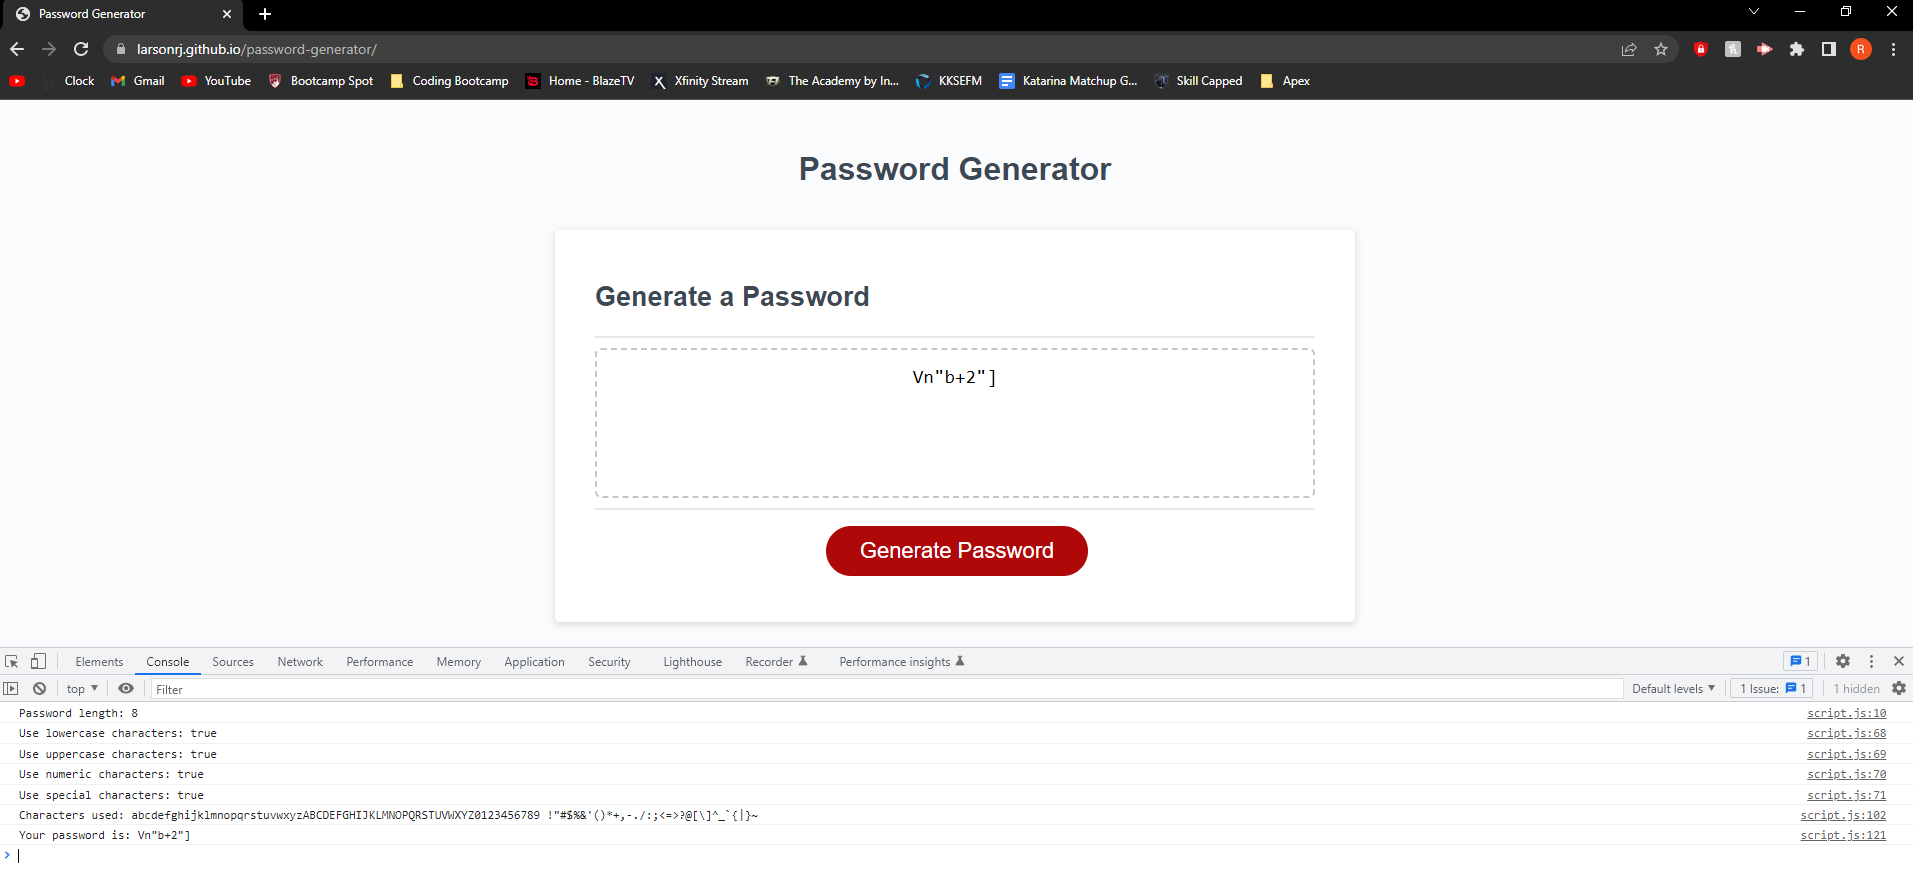 Password Generator
larsonrj.github.io/password-generator/
R
Clock Gmail YouTube Bootcamp Spot Coding Bootcamp Home - BlazeTV Xfinity Stream The Academy by In... KKSEFM Katarina Matchup G... Skill Capped Apex
Password Generator
Generate a Password
Vn"b+2"]
Generate Password
Elements Console Sources Network Performance Memory Application Security Lighthouse Recorder Performance insights 1
top Filter Default levels 1 Issue: 1 1 hidden
Password length: 8 script.js:10
Use lowercase characters: true script.js:68
Use uppercase characters: true script.js:69
Use numeric characters: true script.js:70
Use special characters: true script.js:71
Characters used: abcdefghijklmnopqrstuvwxyzABCDEFGHIJKLMNOPQRSTUVWXYZ0123456789 !"#$%&'()*+,-./:;<=>?@[\]^_`{|}~ script.js:102
Your password is: Vn"b+2"] script.js:121